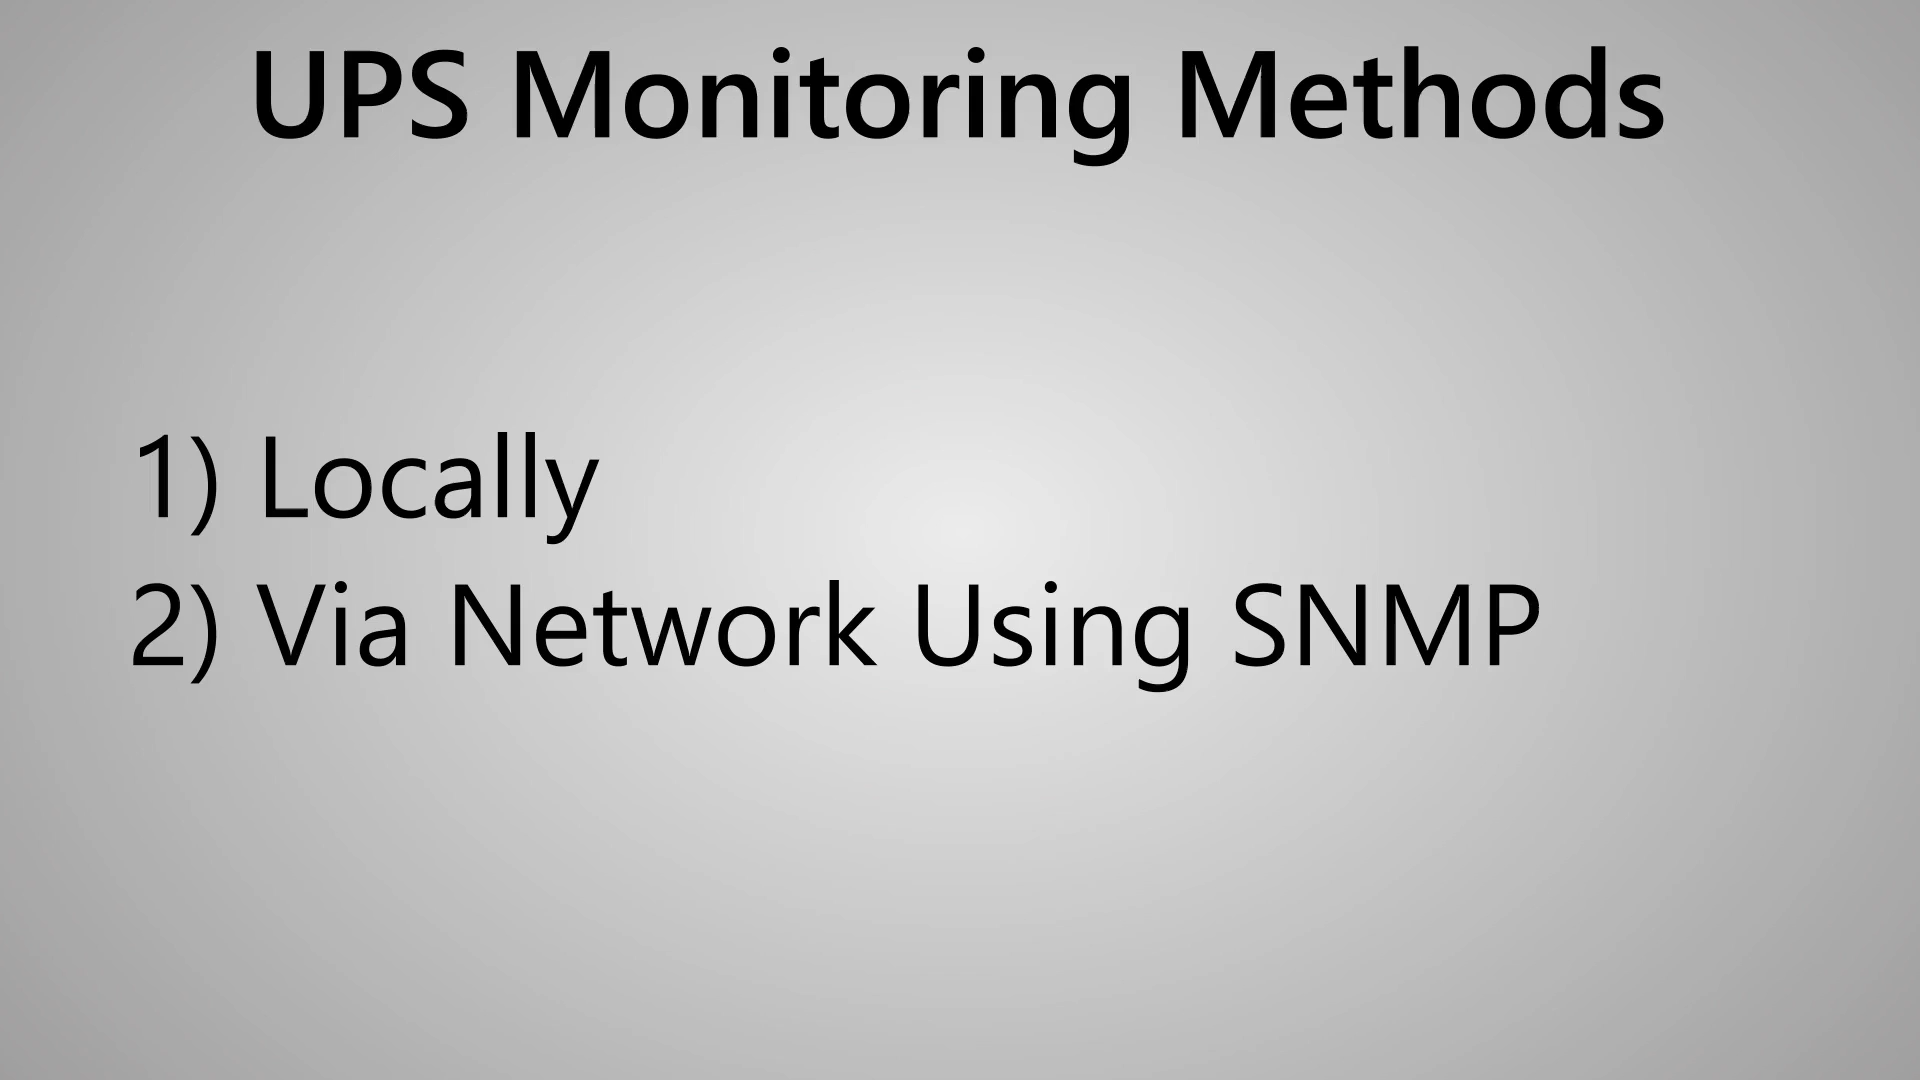 UPS Monitoring Methods
1) Locally
2) Via Network Using SNMP